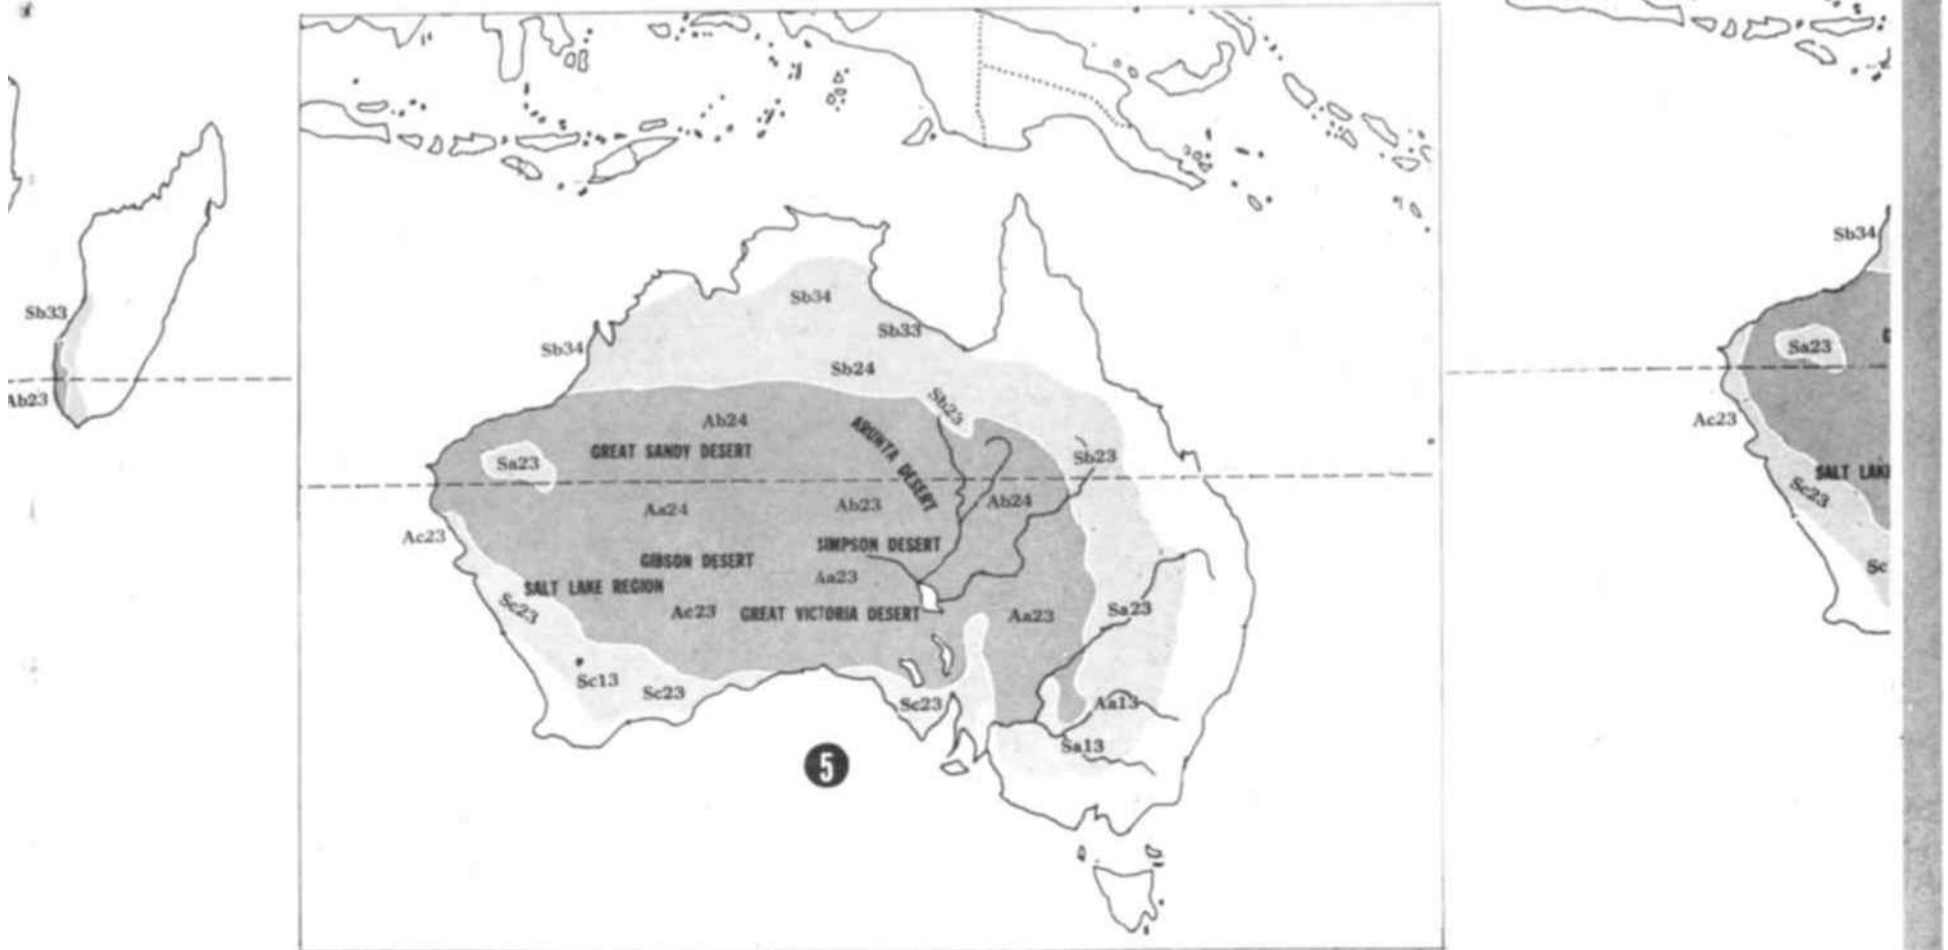 Sb33
Ab23
Sb34
Sb33
Sb34
Sb24
Sb23
Ab24
ARUNTA DESERT
GREAT SANDY DESERT
Sa23
Sb23
Aa24
Ab23
Ab24
Ac23
SIMPSON DESERT
GIBSON DESERT
Aa23
SALT LAKE REGION
Sc23
Ac23
GREAT VICTORIA DESERT
Aa23
Sa23
Sc13
Sc23
Sc23
Aa13
Sa13
5
Sb34
Sa23
G
Ac23
SALT LAK
Sc23
Sc